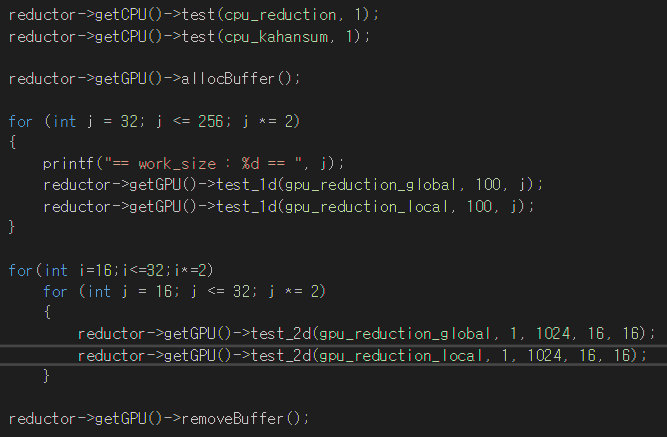 reductor->getCPU()->test(cpu_reduction, 1);
reductor->getCPU()->test(cpu_kahansum, 1);
reductor->getGPU()->allocBuffer();
for (int j = 32; j <= 256; j *= 2)
{
printf("== work_size : %d == ", j);
reductor->getGPU()->test_1d(gpu_reduction_global, 100, j);
reductor->getGPU()->test_1d(gpu_reduction_local, 100, j);
}
for(int i=16;i<=32;i*=2)
for (int j = 16; j <= 32; j *= 2)
{
reductor->getGPU()->test_2d(gpu_reduction_global, 1, 1024, 16, 16);
reductor->getGPU()->test_2d(gpu_reduction_local, 1, 1024, 16, 16);
}
reductor->getGPU()->removeBuffer();